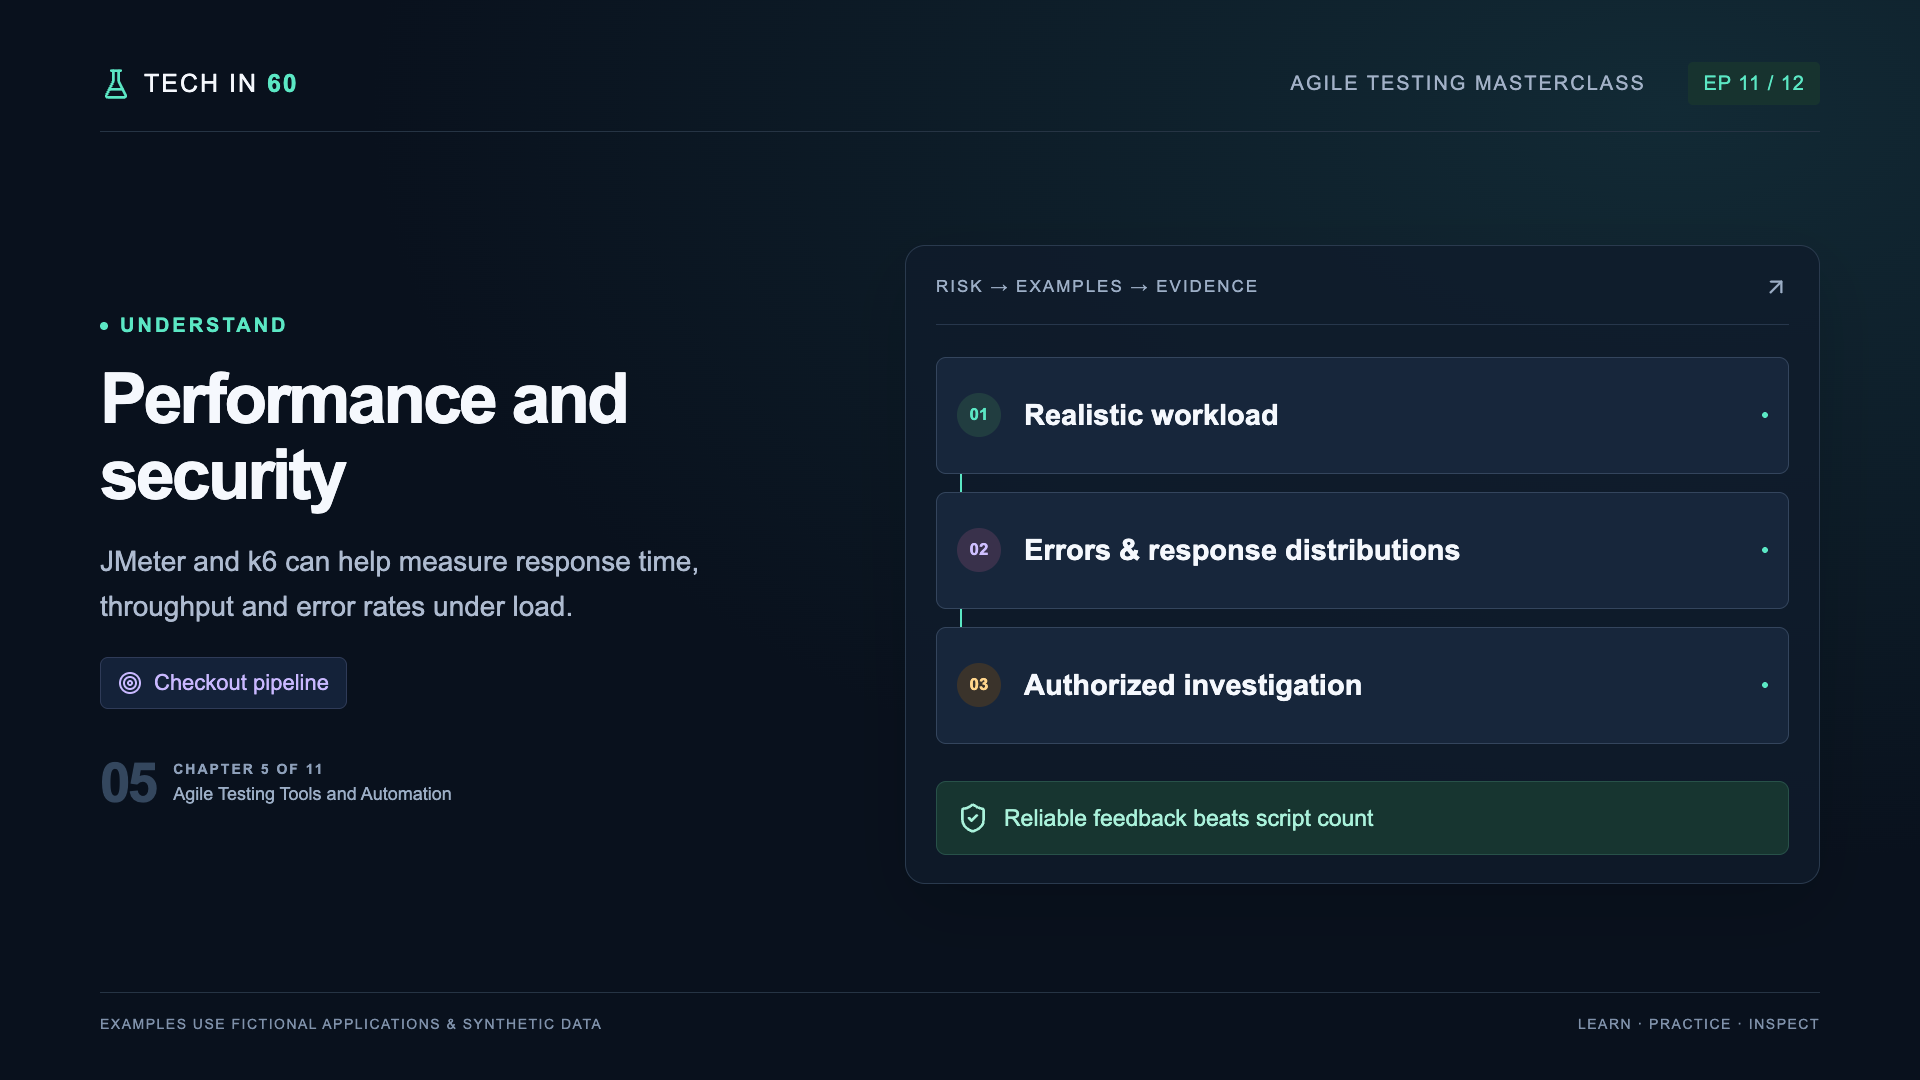 TECH IN 60
AGILE TESTING MASTERCLASS
EP 11 / 12
UNDERSTAND
Performance and
security
JMeter and k6 can help measure response time,
throughput and error rates under load.
Checkout pipeline
05
CHAPTER 5 OF 11
Agile Testing Tools and Automation
RISK → EXAMPLES → EVIDENCE
01
Realistic workload
02
Errors & response distributions
03
Authorized investigation
Reliable feedback beats script count
EXAMPLES USE FICTIONAL APPLICATIONS & SYNTHETIC DATA
LEARN · PRACTICE · INSPECT